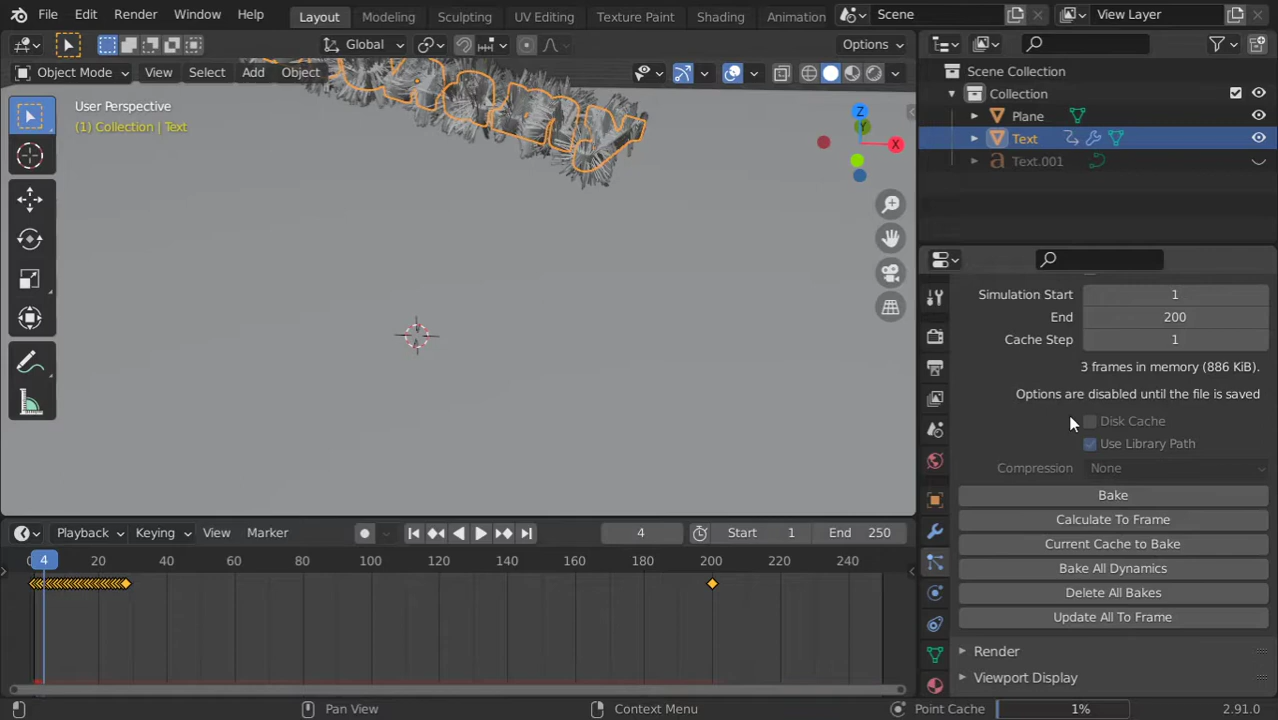 File Edit Render Window Help Layout Modeling Sculpting UV Editing Texture Paint Shading Animation Scene View Layer
Global Options
Object Mode View Select Add Object
User Perspective
(1) Collection | Text
Z
Y
X
Scene Collection
Collection
Plane
Text
Text.001
Simulation Start 1
End 200
Cache Step 1
3 frames in memory (886 KiB).
Options are disabled until the file is saved
Disk Cache
Use Library Path
Compression None
Bake
Calculate To Frame
Current Cache to Bake
Bake All Dynamics
Delete All Bakes
Update All To Frame
Render
Viewport Display
Playback Keying View Marker 4 Start 1 End 250
4 20 40 60 80 100 120 140 160 180 200 220 240
Pan View Context Menu Point Cache 1% 2.91.0